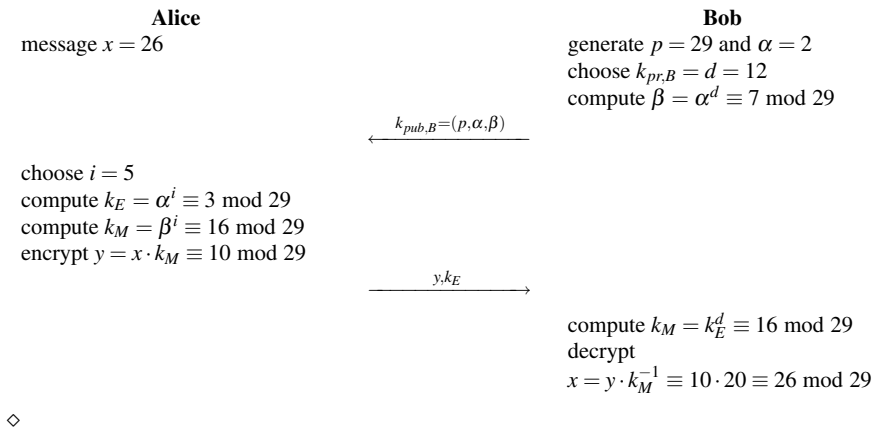 Alice
Bob
message x = 26
generate p = 29 and α = 2
choose k_{pr,B} = d = 12
compute β = α^d ≡ 7 mod 29
k_{pub,B}=(p,α,β)
choose i = 5
compute k_E = α^i ≡ 3 mod 29
compute k_M = β^i ≡ 16 mod 29
encrypt y = x · k_M ≡ 10 mod 29
y,k_E
compute k_M = k_E^d ≡ 16 mod 29
decrypt
x = y · k_M^{-1} ≡ 10 · 20 ≡ 26 mod 29
⋄